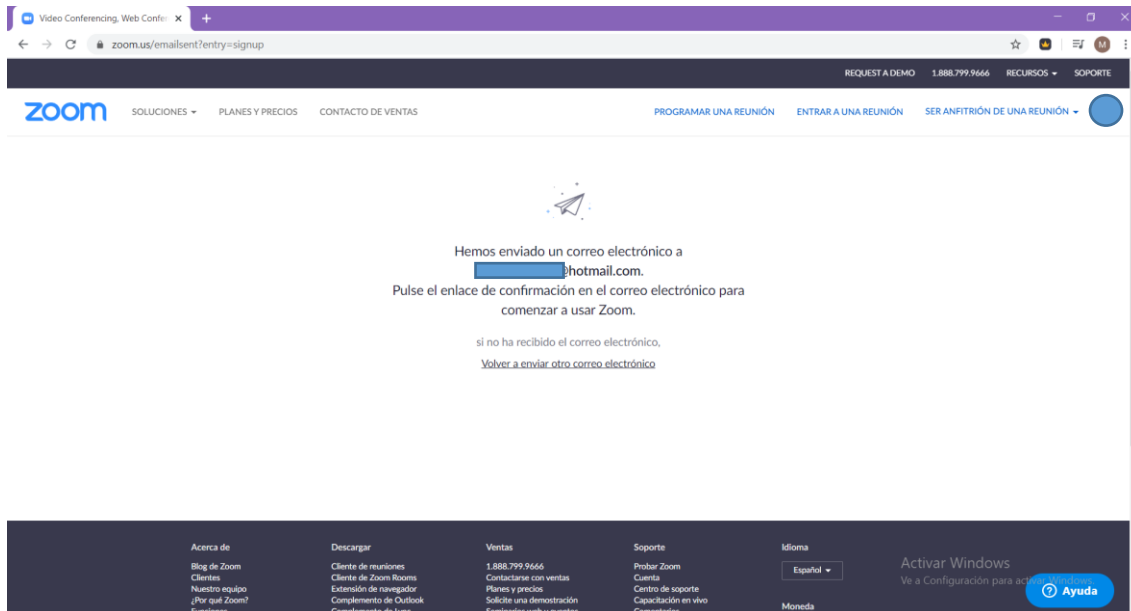 Video Conferencing, Web Confer
zoom.us/emailsent?entry=signup
M
REQUEST A DEMO 1.888.799.9666 RECURSOS SOPORTE
zoom SOLUCIONES PLANES Y PRECIOS CONTACTO DE VENTAS PROGRAMAR UNA REUNIÓN ENTRAR A UNA REUNIÓN SER ANFITRIÓN DE UNA REUNIÓN
Hemos enviado un correo electrónico a
@hotmail.com.
Pulse el enlace de confirmación en el correo electrónico para
comenzar a usar Zoom.
si no ha recibido el correo electrónico,
Volver a enviar otro correo electrónico
Acerca de Descargar Ventas Soporte Idioma
Blog de Zoom Cliente de reuniones 1.888.799.9666 Probar Zoom Español
Clientes Cliente de Zoom Rooms Contactarse con ventas Cuenta
Nuestro equipo Extensión de navegador Planes y precios Centro de soporte
¿Por qué Zoom? Complemento de Outlook Solicite una demostración Capacitación en vivo
Moneda
Activar Windows
Ve a Configuración para activar Windows.
Ayuda